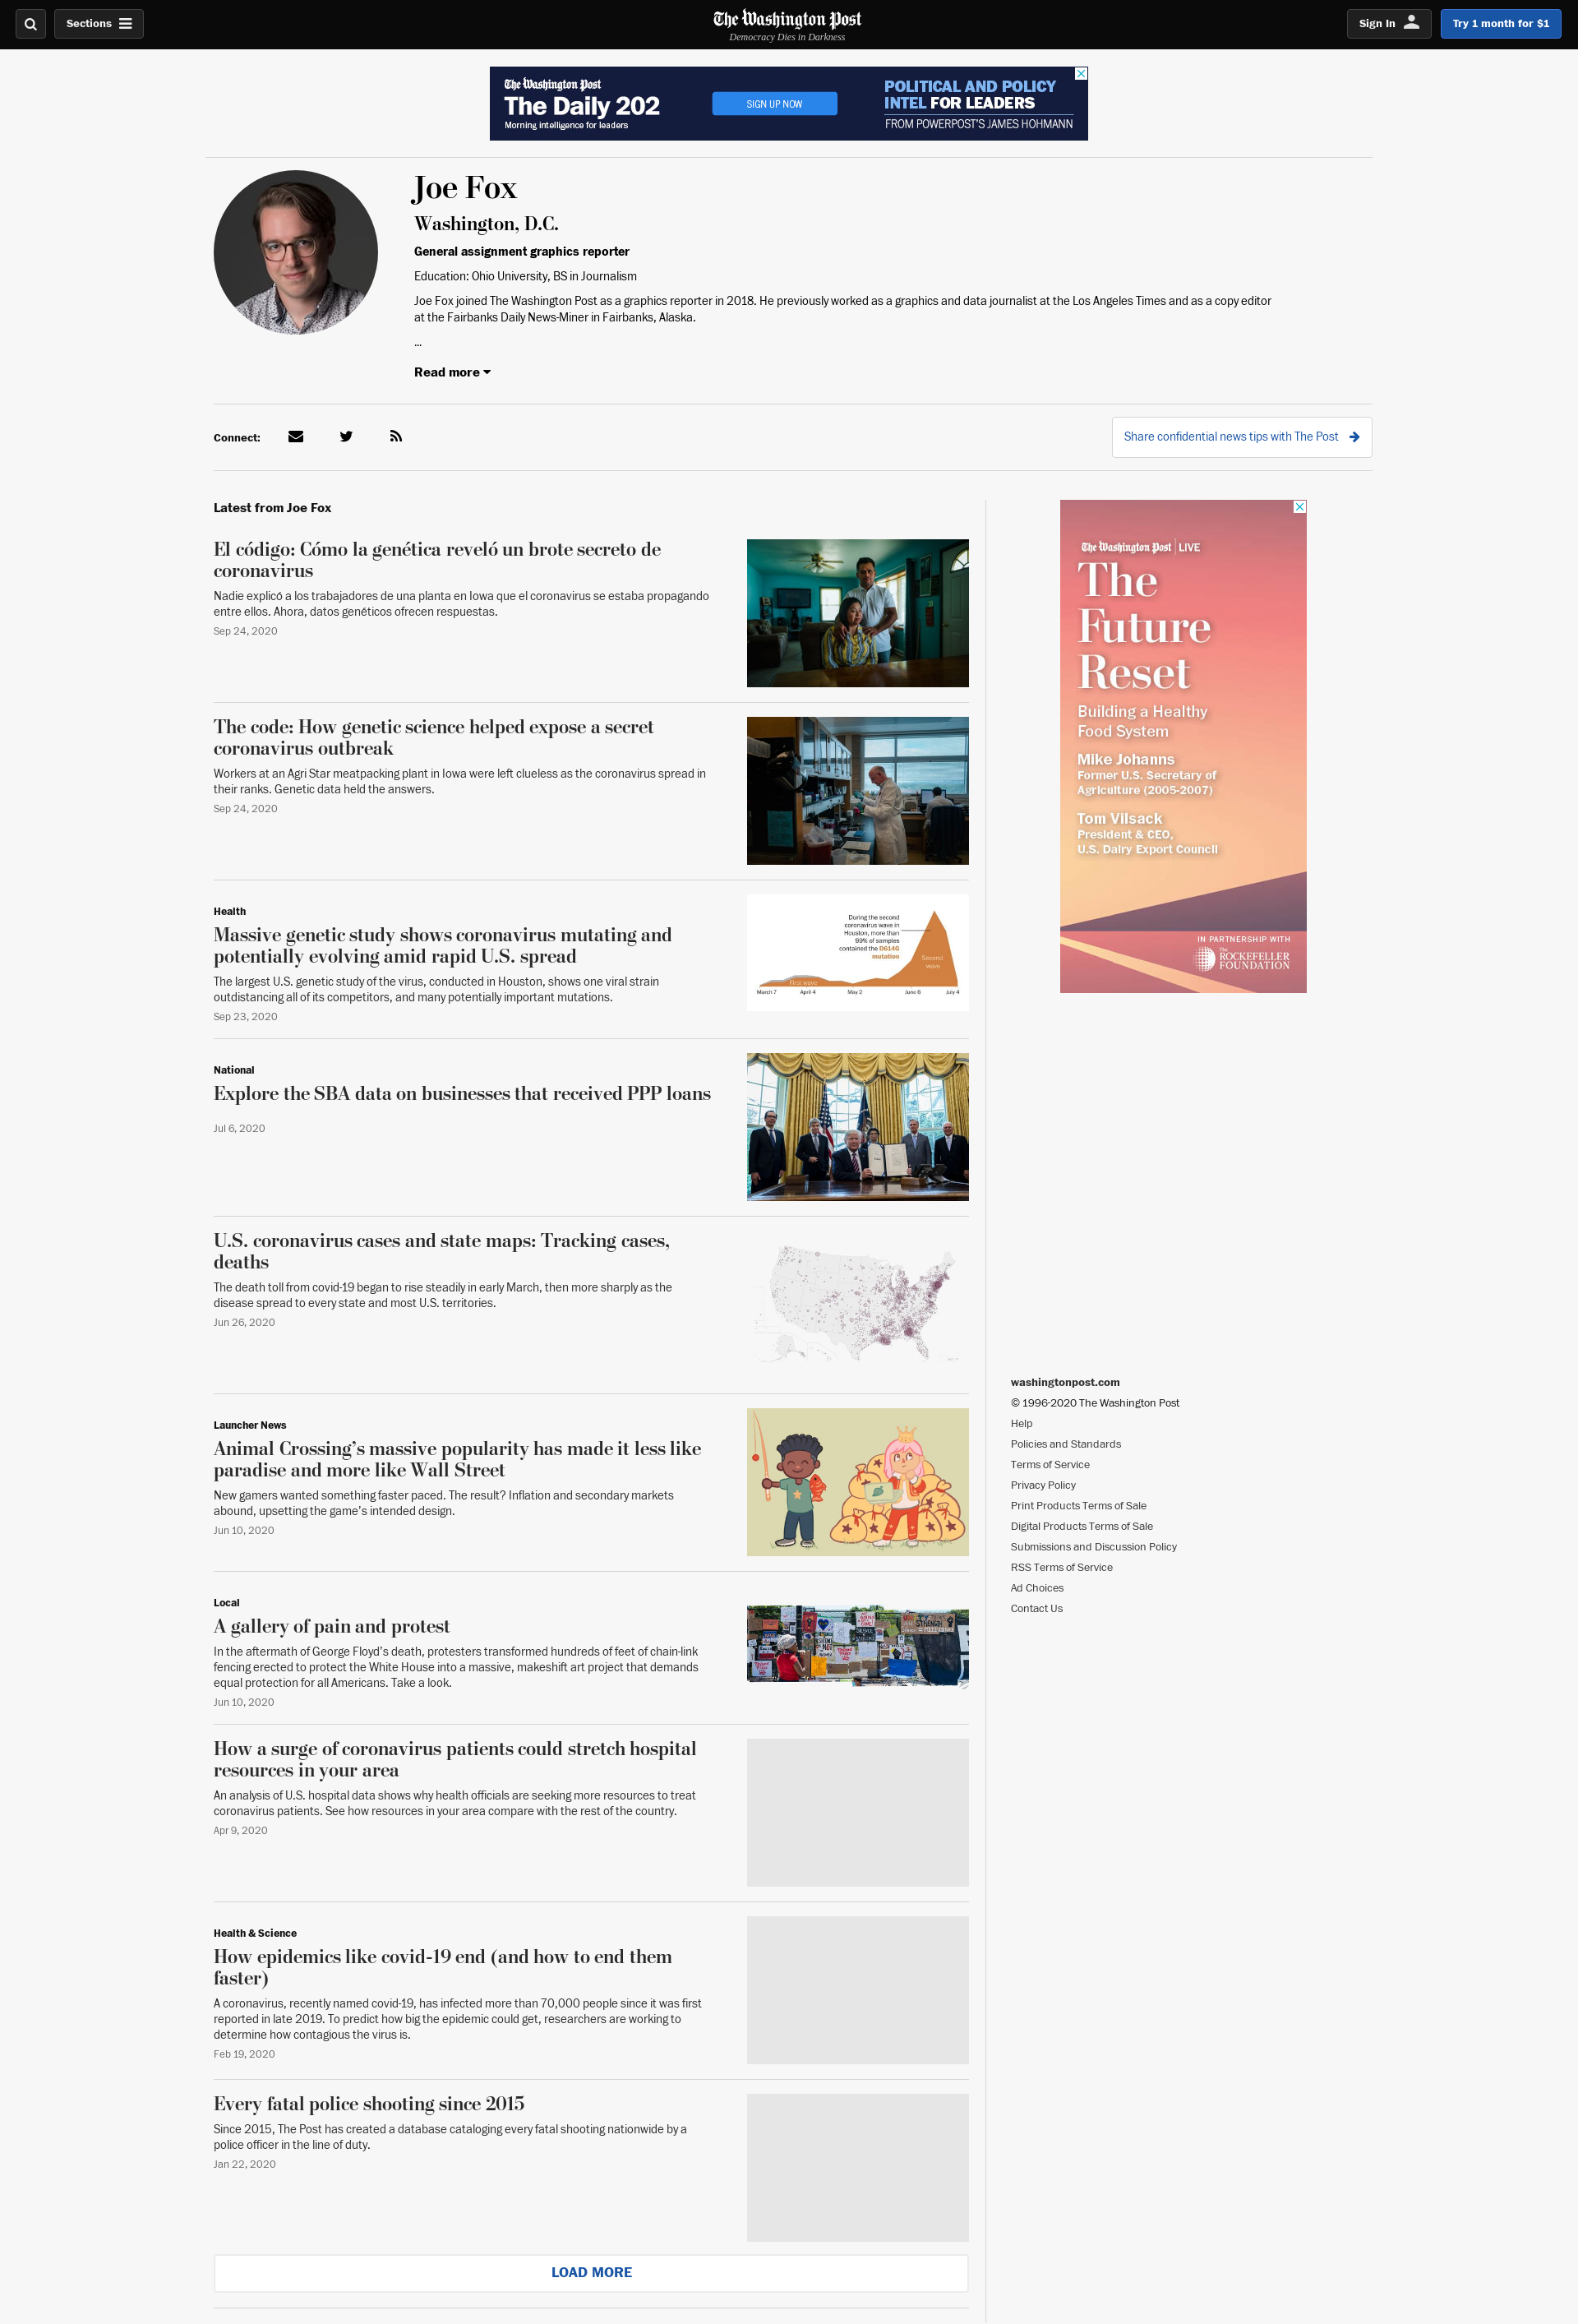 Sections
The Washington Post
Democracy Dies in Darkness
Sign In
Try 1 month for $1
The Washington Post
The Daily 202
Morning intelligence for leaders
SIGN UP NOW
POLITICAL AND POLICY
INTEL FOR LEADERS
FROM POWERPOST'S JAMES HOHMANN
Joe Fox
Washington, D.C.
General assignment graphics reporter
Education: Ohio University, BS in Journalism
Joe Fox joined The Washington Post as a graphics reporter in 2018. He previously worked as a graphics and data journalist at the Los Angeles Times and as a copy editor
at the Fairbanks Daily News-Miner in Fairbanks, Alaska.
...
Read more
Connect:
Share confidential news tips with The Post
Latest from Joe Fox
El código: Cómo la genética reveló un brote secreto de
coronavirus
Nadie explicó a los trabajadores de una planta en Iowa que el coronavirus se estaba propagando
entre ellos. Ahora, datos genéticos ofrecen respuestas.
Sep 24, 2020
The code: How genetic science helped expose a secret
coronavirus outbreak
Workers at an Agri Star meatpacking plant in Iowa were left clueless as the coronavirus spread in
their ranks. Genetic data held the answers.
Sep 24, 2020
Health
Massive genetic study shows coronavirus mutating and
potentially evolving amid rapid U.S. spread
The largest U.S. genetic study of the virus, conducted in Houston, shows one viral strain
outdistancing all of its competitors, and many potentially important mutations.
Sep 23, 2020
During the second
coronavirus wave in
Houston, more than
99% of samples
contained the D614G
mutation
Second
wave
First wave
March 7
April 4
May 2
June 6
July 4
National
Explore the SBA data on businesses that received PPP loans
Jul 6, 2020
U.S. coronavirus cases and state maps: Tracking cases,
deaths
The death toll from covid-19 began to rise steadily in early March, then more sharply as the
disease spread to every state and most U.S. territories.
Jun 26, 2020
Launcher News
Animal Crossing's massive popularity has made it less like
paradise and more like Wall Street
New gamers wanted something faster paced. The result? Inflation and secondary markets
abound, upsetting the game's intended design.
Jun 10, 2020
Local
A gallery of pain and protest
In the aftermath of George Floyd's death, protesters transformed hundreds of feet of chain-link
fencing erected to protect the White House into a massive, makeshift art project that demands
equal protection for all Americans. Take a look.
Jun 10, 2020
How a surge of coronavirus patients could stretch hospital
resources in your area
An analysis of U.S. hospital data shows why health officials are seeking more resources to treat
coronavirus patients. See how resources in your area compare with the rest of the country.
Apr 9, 2020
Health & Science
How epidemics like covid-19 end (and how to end them
faster)
A coronavirus, recently named covid-19, has infected more than 70,000 people since it was first
reported in late 2019. To predict how big the epidemic could get, researchers are working to
determine how contagious the virus is.
Feb 19, 2020
Every fatal police shooting since 2015
Since 2015, The Post has created a database cataloging every fatal shooting nationwide by a
police officer in the line of duty.
Jan 22, 2020
LOAD MORE
The Washington Post LIVE
The
Future
Reset
Building a Healthy
Food System
Mike Johanns
Former U.S. Secretary of
Agriculture (2005-2007)
Tom Vilsack
President & CEO,
U.S. Dairy Export Council
IN PARTNERSHIP WITH
The
ROCKEFELLER
FOUNDATION
washingtonpost.com
© 1996-2020 The Washington Post
Help
Policies and Standards
Terms of Service
Privacy Policy
Print Products Terms of Sale
Digital Products Terms of Sale
Submissions and Discussion Policy
RSS Terms of Service
Ad Choices
Contact Us